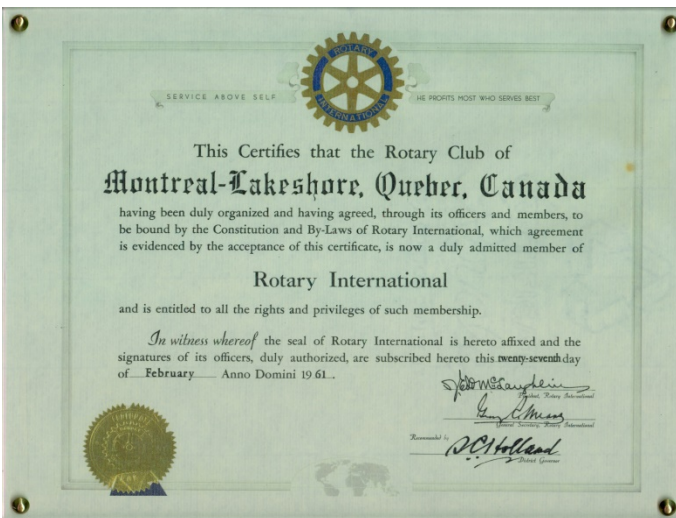 ROTARY
INTERNATIONAL
SERVICE ABOVE SELF
HE PROFITS MOST WHO SERVES BEST
This Certifies that the Rotary Club of
Montreal-Lakeshore, Quebec, Canada
having been duly organized and having agreed, through its officers and members, to
be bound by the Constitution and By-Laws of Rotary International, which agreement
is evidenced by the acceptance of this certificate, is now a duly admitted member of
Rotary International
and is entitled to all the rights and privileges of such membership.
In witness whereof the seal of Rotary International is hereto affixed and the
signatures of its officers, duly authorized, are subscribed hereto this twenty-seventh day
of February Anno Domini 1961.
President, Rotary International
General Secretary, Rotary International
Recommended by
District Governor